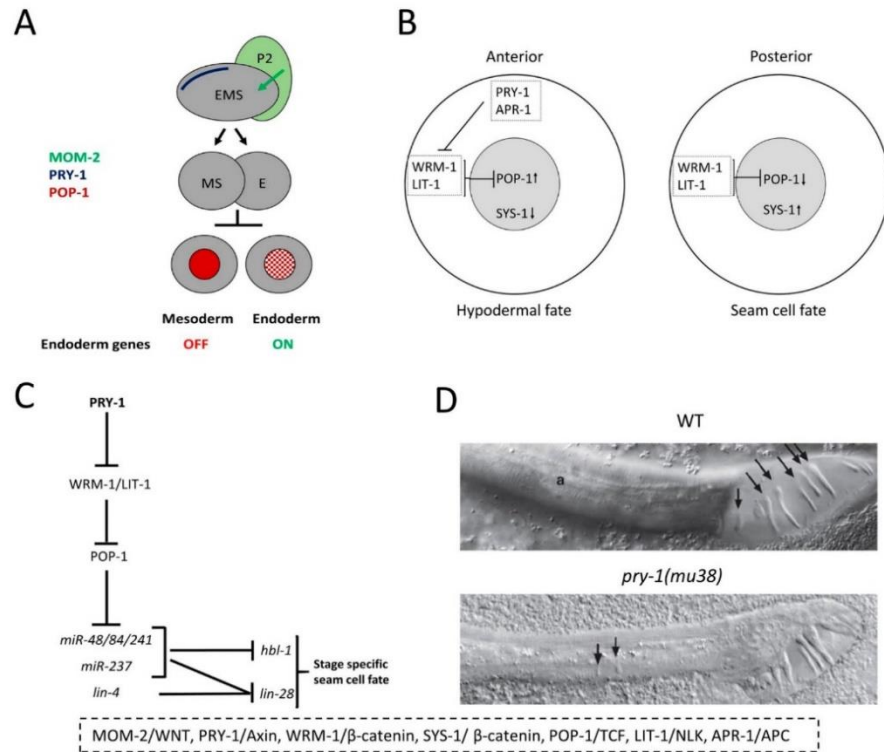 A
P2
EMS
MOM-2
PRY-1
POP-1
MS
E
Mesoderm Endoderm
Endoderm genes OFF ON
B
Anterior
PRY-1
APR-1
WRM-1
LIT-1
POP-1↑
SYS-1↓
Hypodermal fate
Posterior
WRM-1
LIT-1
POP-1↓
SYS-1↑
Seam cell fate
C
PRY-1
WRM-1/LIT-1
POP-1
miR-48/84/241
miR-237
lin-4
hbl-1
lin-28
Stage specific
seam cell fate
D
WT
a
pry-1(mu38)
MOM-2/WNT, PRY-1/Axin, WRM-1/β-catenin, SYS-1/ β-catenin, POP-1/TCF, LIT-1/NLK, APR-1/APC